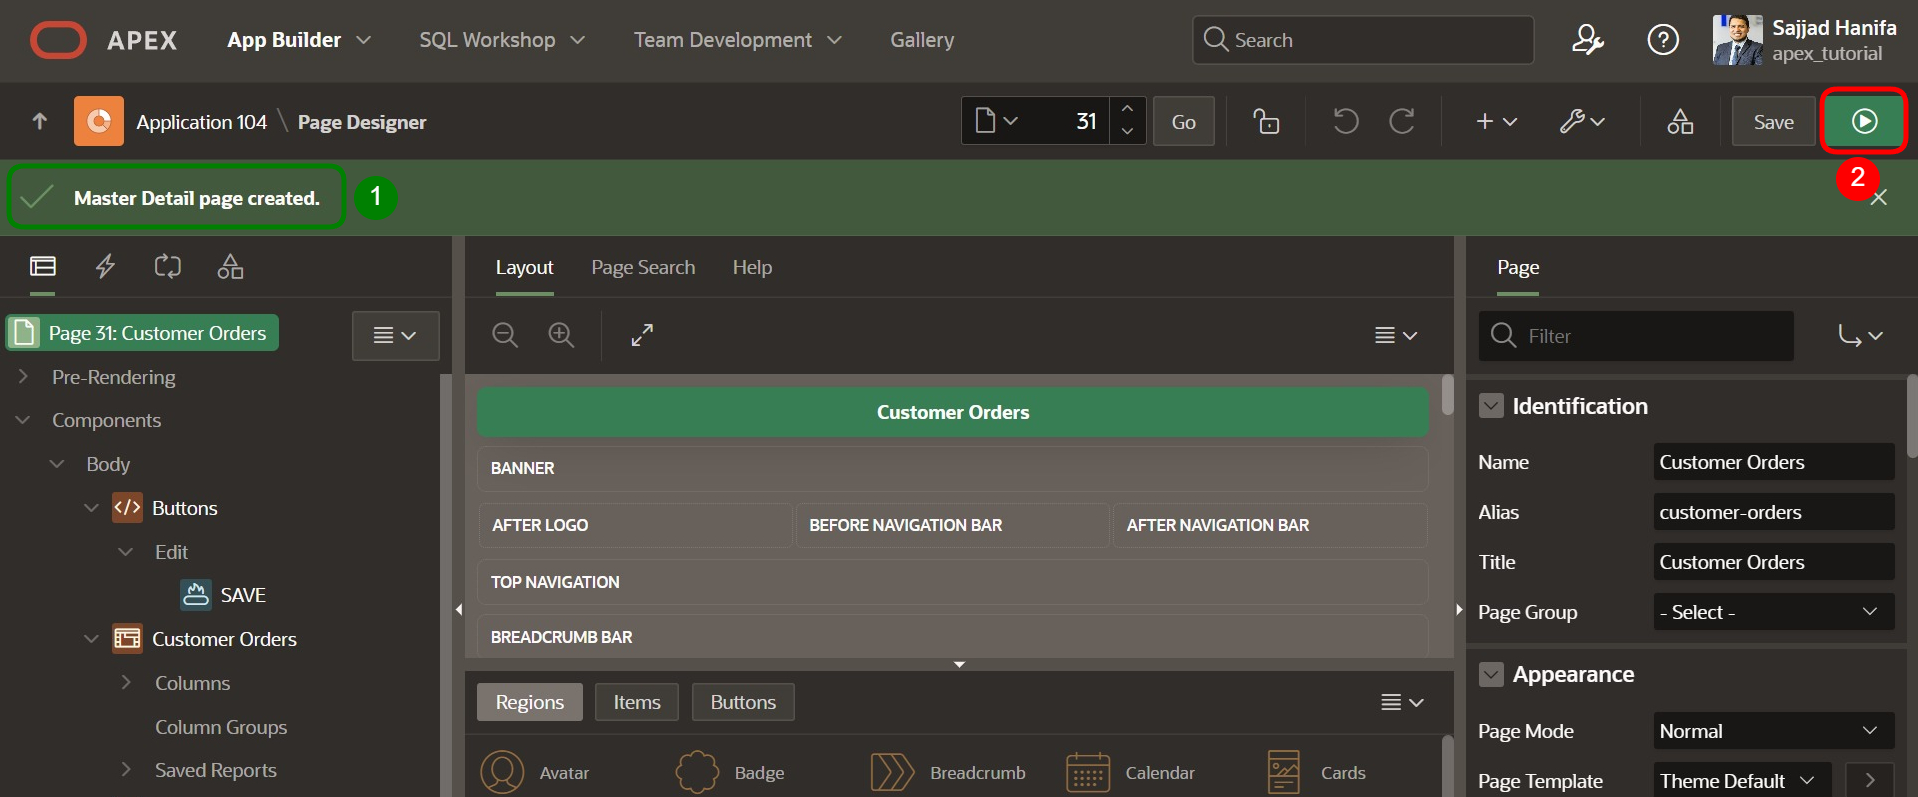 APEX App Builder SQL Workshop Team Development Gallery Search ? Sajjad Hanifa
apex_tutorial
Application 104 \ Page Designer 31 Go Save
Master Detail page created. 1 2
Layout Page Search Help Page
Page 31: Customer Orders Filter
Pre-Rendering
Components
Body
Buttons
Edit
SAVE
Customer Orders
Columns
Column Groups
Saved Reports
Customer Orders
BANNER
AFTER LOGO BEFORE NAVIGATION BAR AFTER NAVIGATION BAR
TOP NAVIGATION
BREADCRUMB BAR
Regions Items Buttons
Avatar Badge Breadcrumb Calendar Cards
Identification
Name Customer Orders
Alias customer-orders
Title Customer Orders
Page Group - Select -
Appearance
Page Mode Normal
Page Template Theme Default